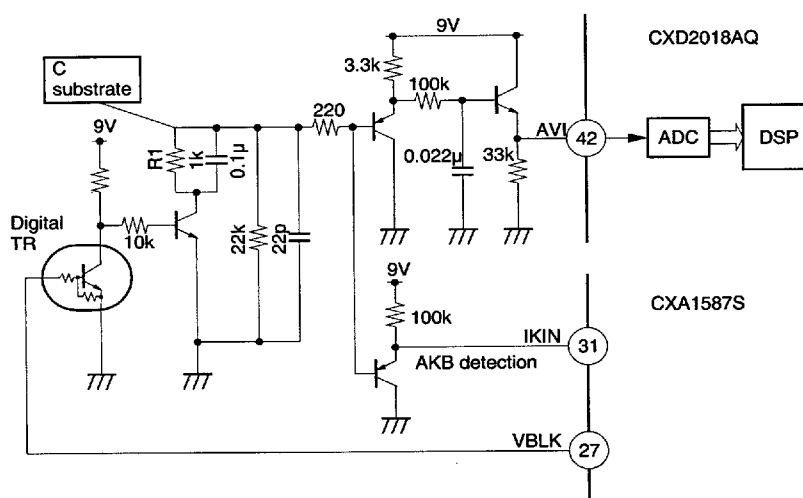 9V
CXD2018AQ
C
substrate
3.3k
100k
220
9V
R1
1k
0.1μ
AVI
42
ADC
DSP
0.022μ
33k
Digital
TR
10k
22k
22p
9V
CXA1587S
100k
IKIN
31
AKB detection
VBLK
27